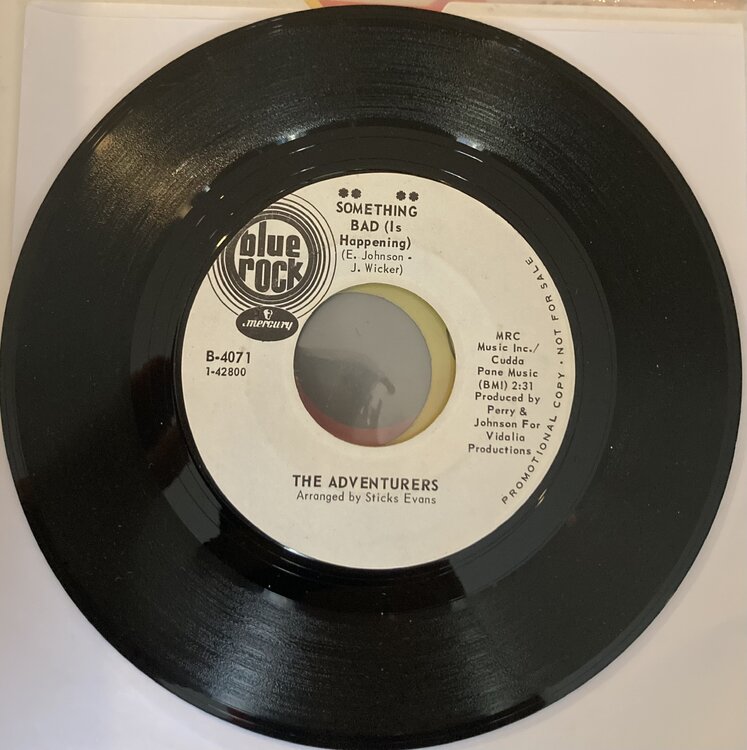 SOMETHING
BAD (Is
Happening)
(E. Johnson -
J. Wicker)
blue
rock
mercury
B-4071
1-42800
MRC
Music Inc./
Cudda
Pane Music
(BMI) 2:31
Produced by
Perry &
Johnson For
Vidalia
Productions
PROMOTIONAL COPY • NOT FOR SALE
THE ADVENTURERS
Arranged by Sticks Evans